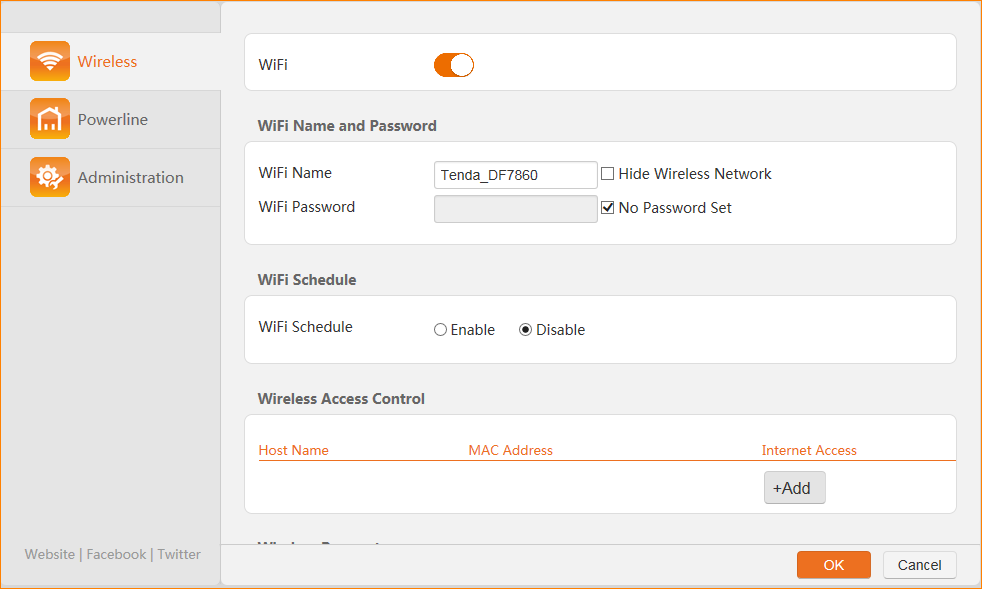 Wireless
Powerline
Administration
Website | Facebook | Twitter
WiFi
WiFi Name and Password
WiFi Name Tenda_DF7860 Hide Wireless Network
WiFi Password No Password Set
WiFi Schedule
WiFi Schedule Enable Disable
Wireless Access Control
Host Name MAC Address Internet Access
+Add
OK Cancel